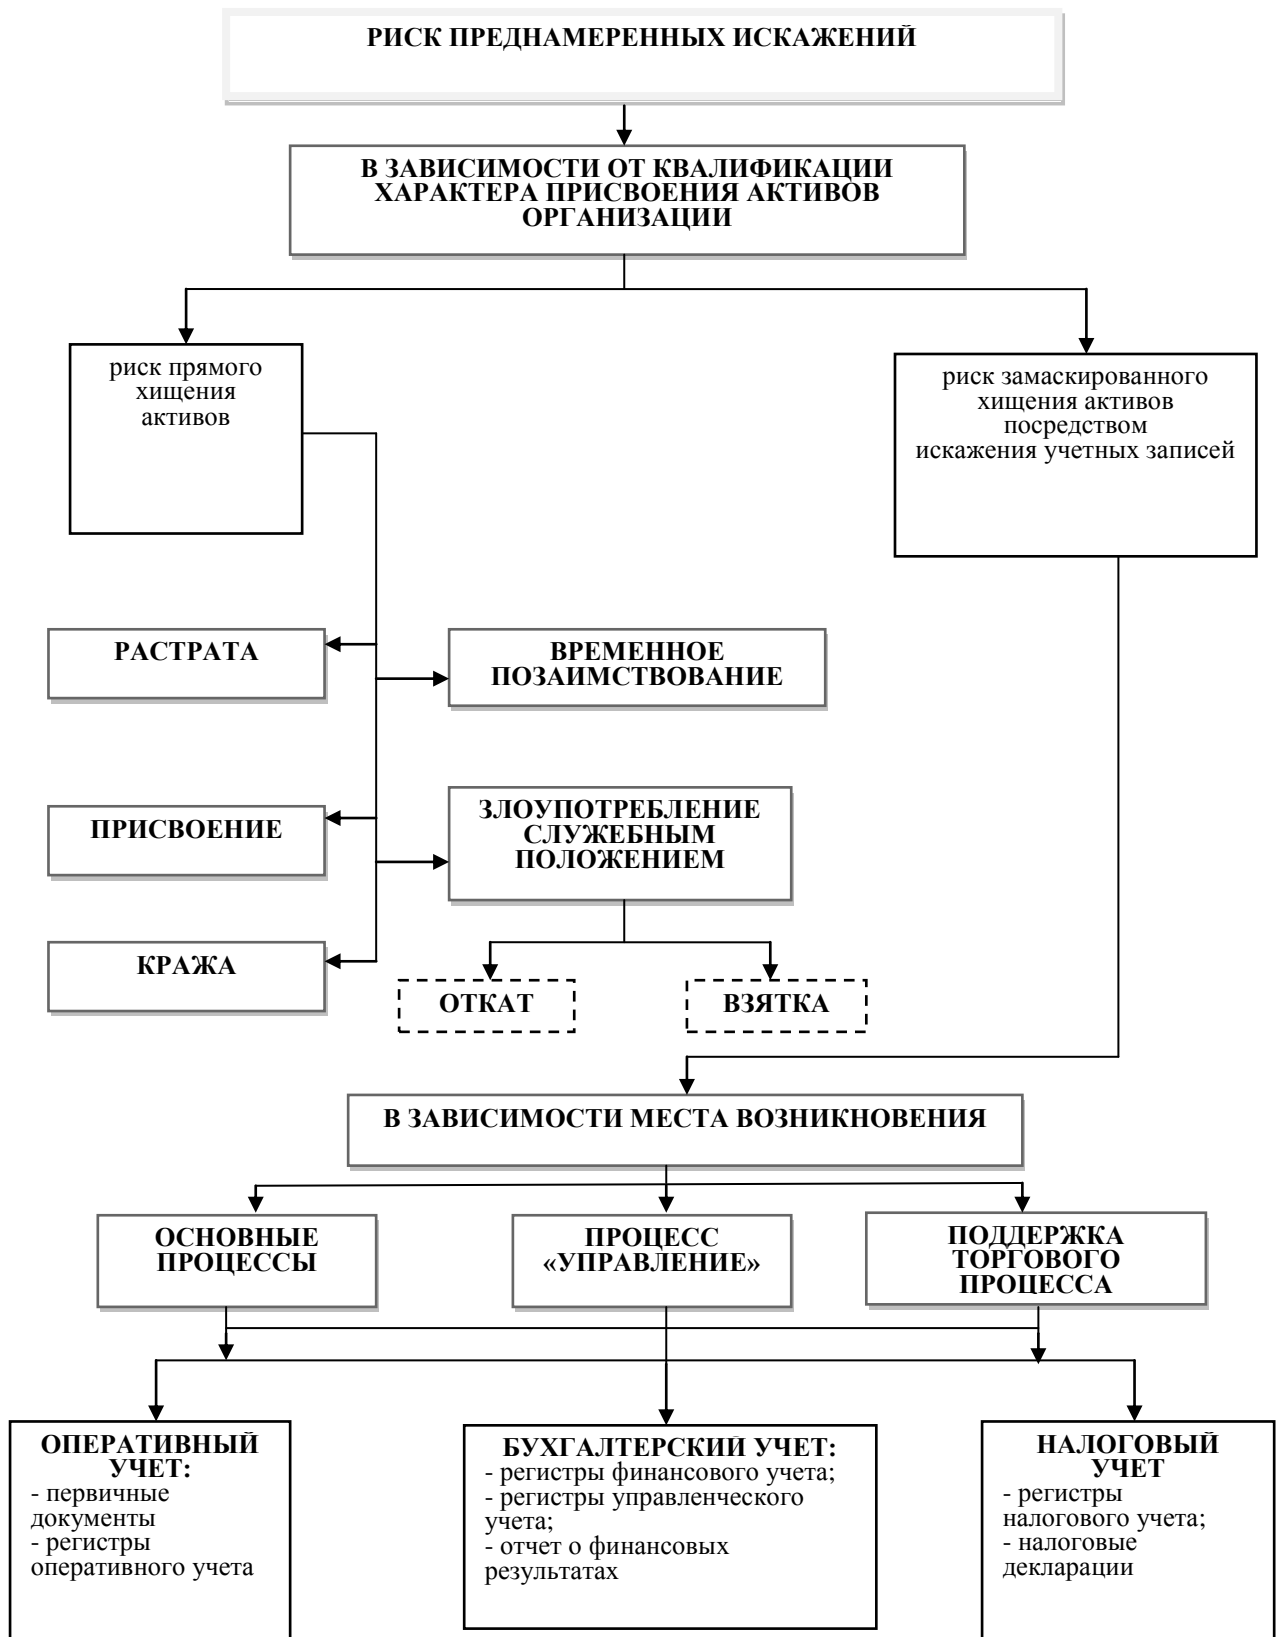 РИСК ПРЕДНАМЕРЕННЫХ ИСКАЖЕНИЙ
В ЗАВИСИМОСТИ ОТ КВАЛИФИКАЦИИ
ХАРАКТЕРА ПРИСВОЕНИЯ АКТИВОВ
ОРГАНИЗАЦИИ
риск прямого
хищения
активов
риск замаскированного
хищения активов
посредством
искажения учетных записей
РАСТРАТА
ВРЕМЕННОЕ
ПОЗАИМСТВОВАНИЕ
ПРИСВОЕНИЕ
ЗЛОУПОТРЕБЛЕНИЕ
СЛУЖЕБНЫМ
ПОЛОЖЕНИЕМ
КРАЖА
ОТКАТ
ВЗЯТКА
В ЗАВИСИМОСТИ МЕСТА ВОЗНИКНОВЕНИЯ
ОСНОВНЫЕ
ПРОЦЕССЫ
ПРОЦЕСС
«УПРАВЛЕНИЕ»
ПОДДЕРЖКА
ТОРГОВОГО
ПРОЦЕССА
ОПЕРАТИВНЫЙ
УЧЕТ:
- первичные
документы
- регистры
оперативного учета
БУХГАЛТЕРСКИЙ УЧЕТ:
- регистры финансового учета;
- регистры управленческого
учета;
- отчет о финансовых
результатах
НАЛОГОВЫЙ
УЧЕТ
- регистры
налогового учета;
- налоговые
декларации